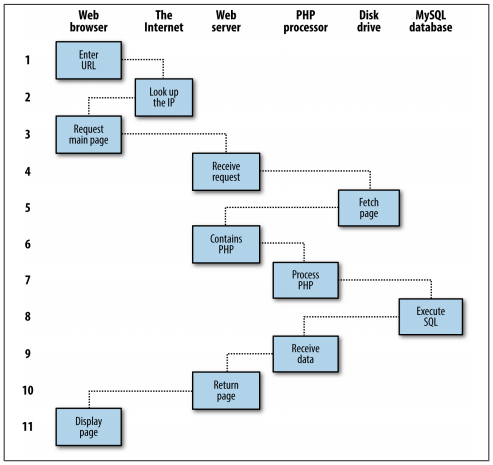 Web The Web PHP Disk MySQL
browser Internet server processor drive database
1 Enter
URL
2 Look up
the IP
3 Request
main page
4 Receive
request
5 Fetch
page
6 Contains
PHP
7 Process
PHP
8 Execute
SQL
9 Receive
data
10 Return
page
11 Display
page